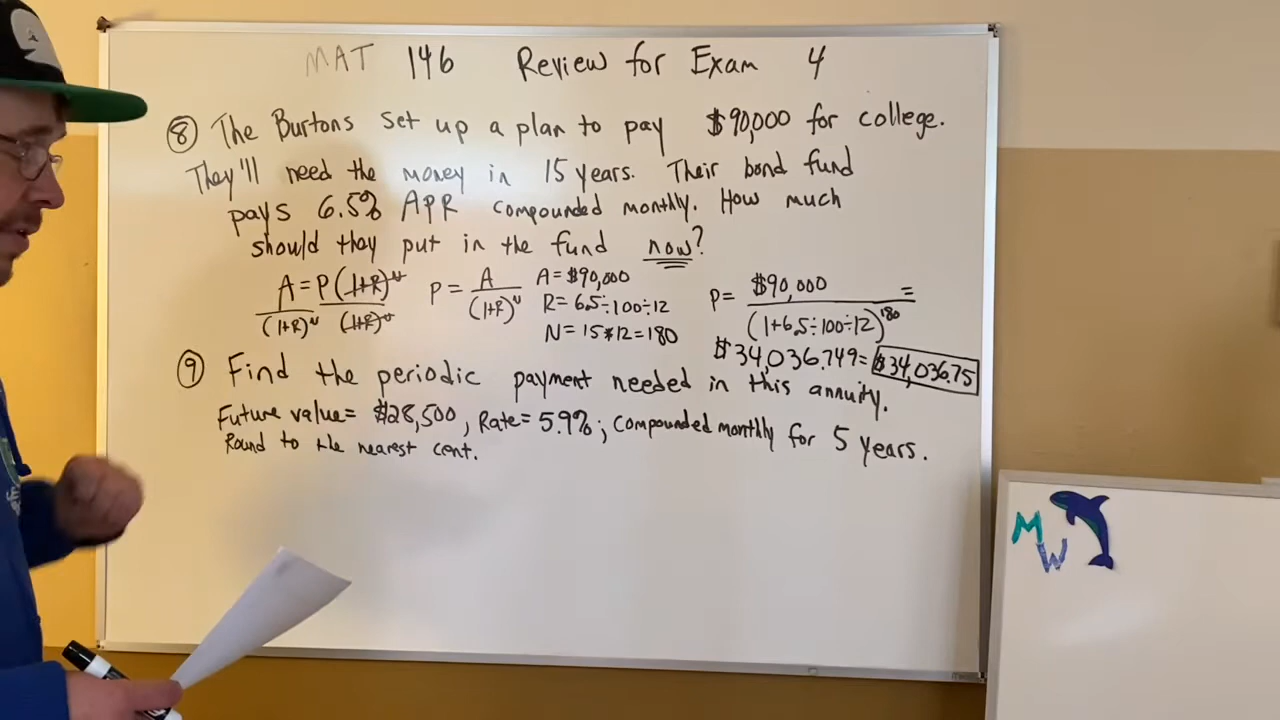 MAT 146 Review for Exam 4
⑧ The Burtons set up a plan to pay $90,000 for college.
They'll need the money in 15 years. Their bond fund
pays 6.5% APR compounded monthly. How much
should they put in the fund now?
A = P(1+R)^N / (1+R)^N (1+R)^N
P = A / (1+R)^N
A = $90,000
R = 6.5÷100÷12
N = 15*12 = 180
P = $90,000 / (1+6.5÷100÷12)^180 =
$34,036.749 = $34,036.75
⑨ Find the periodic payment needed in this annuity.
Future value = $28,500, Rate = 5.9%; compounded monthly for 5 years.
Round to the nearest cent.
M
W